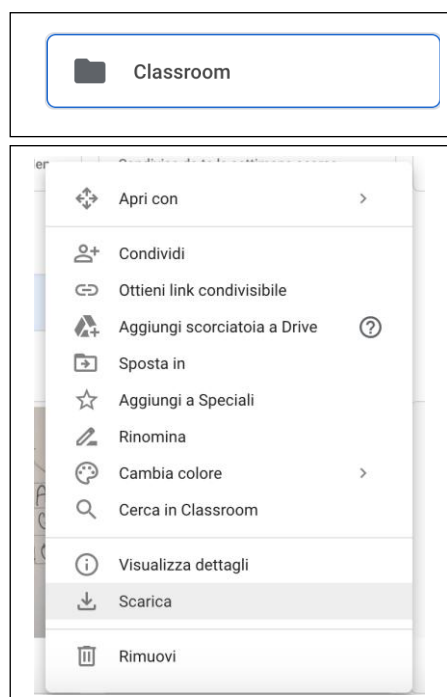 Classroom
Apri con
Condividi
Ottieni link condivisibile
Aggiungi scorciatoia a Drive
Sposta in
Aggiungi a Speciali
Rinomina
Cambia colore
Cerca in Classroom
Visualizza dettagli
Scarica
Rimuovi